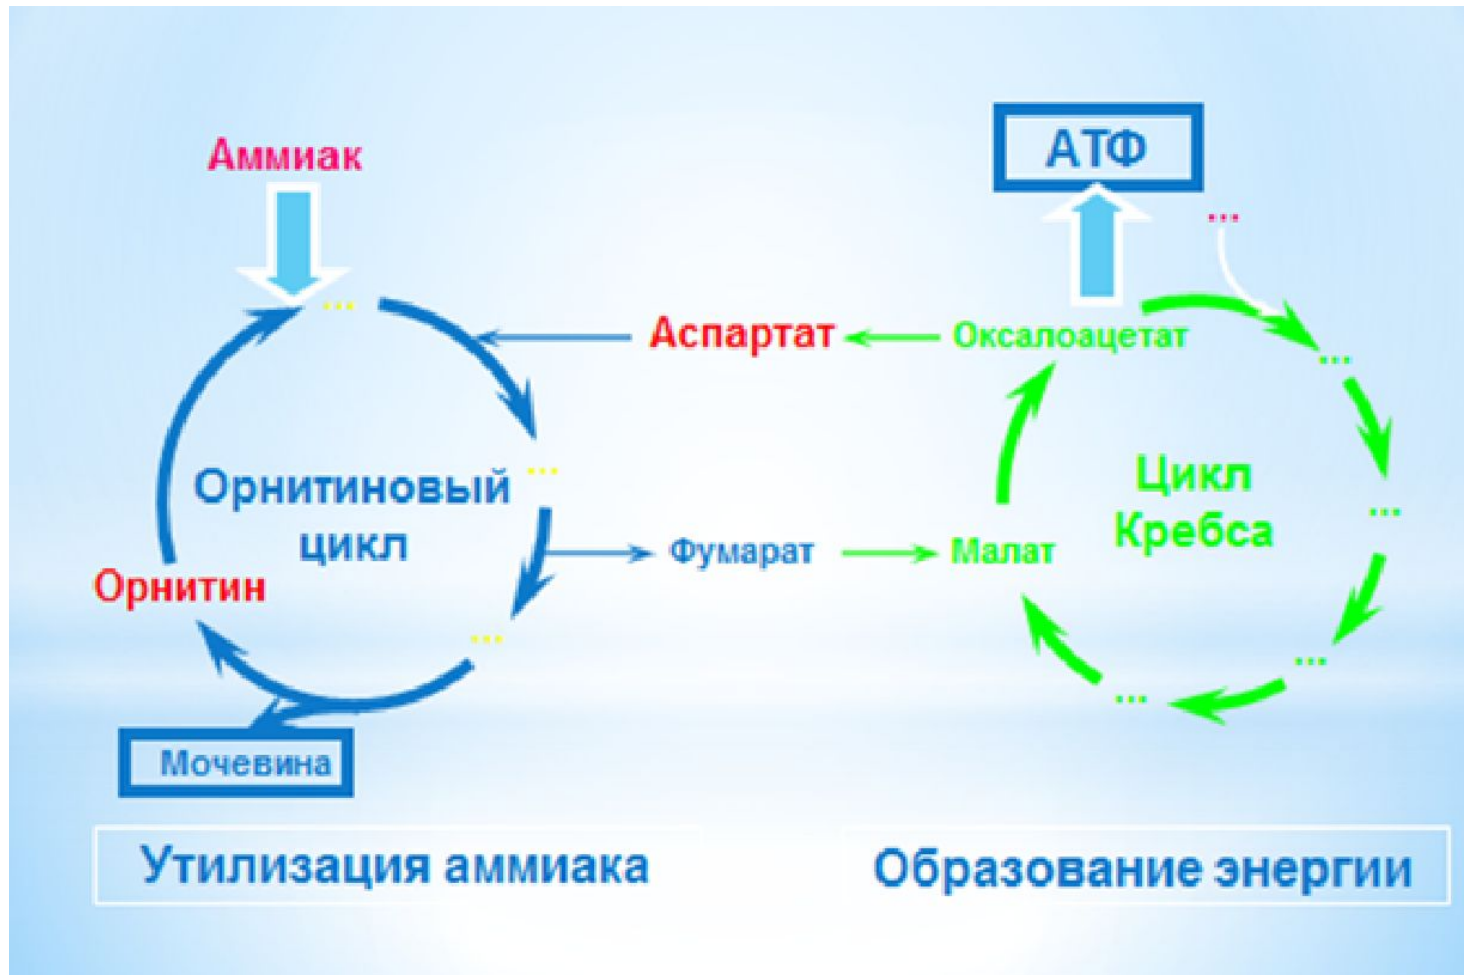 Аммиак
АТФ
...
...
Аспартат
Оксалоацетат
...
Орнитиновый
цикл
...
Цикл
Кребса
...
Фумарат
Малат
Орнитин
...
...
...
Мочевина
Утилизация аммиака
Образование энергии